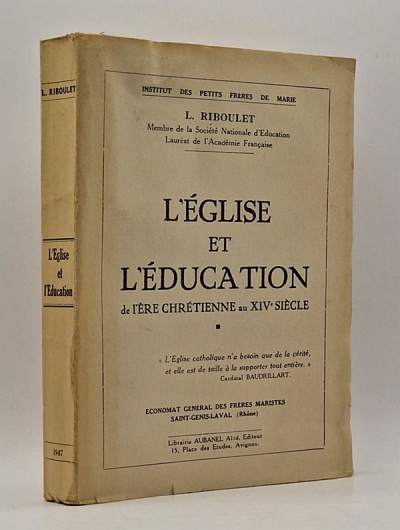 L. RIBOULET
L'Eglise
et
l'Education
1947
INSTITUT DES PETITS FRÈRES DE MARIE
L. RIBOULET
Membre de la Société Nationale d'Education
Lauréat de l'Académie Française
L'ÉGLISE
ET
L'ÉDUCATION
de l'ÈRE CHRÉTIENNE au XIVe SIÈCLE
« L'Eglise catholique n'a besoin que de la vérité,
et elle est de taille à la supporter tout entière. »
Cardinal BAUDRILLART.
ECONOMAT GENERAL DES FRERES MARISTES
SAINT-GENIS-LAVAL (Rhône)
Librairie AUBANEL Aîné, Editeur
15, Place des Etudes, Avignon.